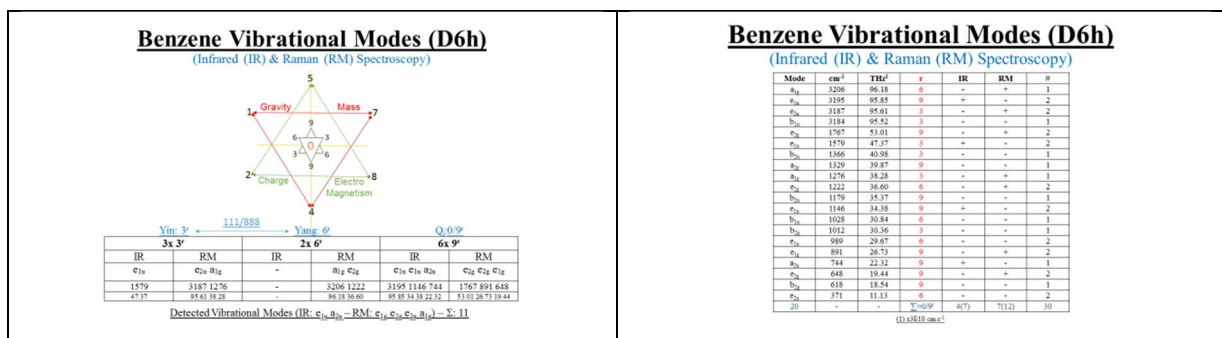 Benzene Vibrational Modes (D6h)
(Infrared (IR) & Raman (RM) Spectroscopy)
5
1 Gravity Mass 7
9
6 3
0
3 6
9
2 Charge Electro Magnetism 8
4
111/888
Yin: 3ʳ Yang: 6ʳ Q:0/9ʳ
3x 3ʳ 2x 6ʳ 6x 9ʳ
IR RM IR RM IR RM
e₁ᵤ e₂ᵤ a₁g - a₁g e₂g e₁ᵤ e₁ᵤ a₂ᵤ e₂g e₂g e₁g
1579 3187 1276 - 3206 1222 3195 1146 744 1767 891 648
47.37 95.61 38.28 - 96.18 36.60 95.85 34.38 22.32 53.01 26.73 19.44
Detected Vibrational Modes (IR: e₁ᵤ a₂ᵤ – RM: e₁g e₂g e₂ᵤ a₁g) – Σ: 11
Benzene Vibrational Modes (D6h)
(Infrared (IR) & Raman (RM) Spectroscopy)
Mode cm⁻¹ THz¹ r IR RM #
a₁g 3206 96.18 6 - + 1
e₁ᵤ 3195 95.85 9 + - 2
3187 95.61 3 - + 2
b₁ᵤ 3184 95.52 3 - - 1
e₂g 1767 53.01 9 - + 2
e₁ᵤ 1579 47.37 3 + - 2
b₂ᵤ 1366 40.98 3 - - 1
a₂g 1329 39.87 9 - - 1
a₁g 1276 38.28 3 - + 1
e₂g 1222 36.60 6 - + 2
b₂ᵤ 1179 35.37 9 - - 1
e₁ᵤ 1146 34.38 9 + - 2
b₁ᵤ 1028 30.84 6 - - 1
b₂g 1012 30.36 3 - - 1
989 29.67 6 - - 2
e₁g 891 26.73 9 - + 2
a₂ᵤ 744 22.32 9 + - 1
e₂g 648 19.44 9 - + 2
b₂g 618 18.54 9 - - 1
e₂ᵤ 371 11.13 6 - - 2
20 - - Σ=0/9ʳ 4(7) 7(12) 30
(1) x3E10 cm.s⁻¹